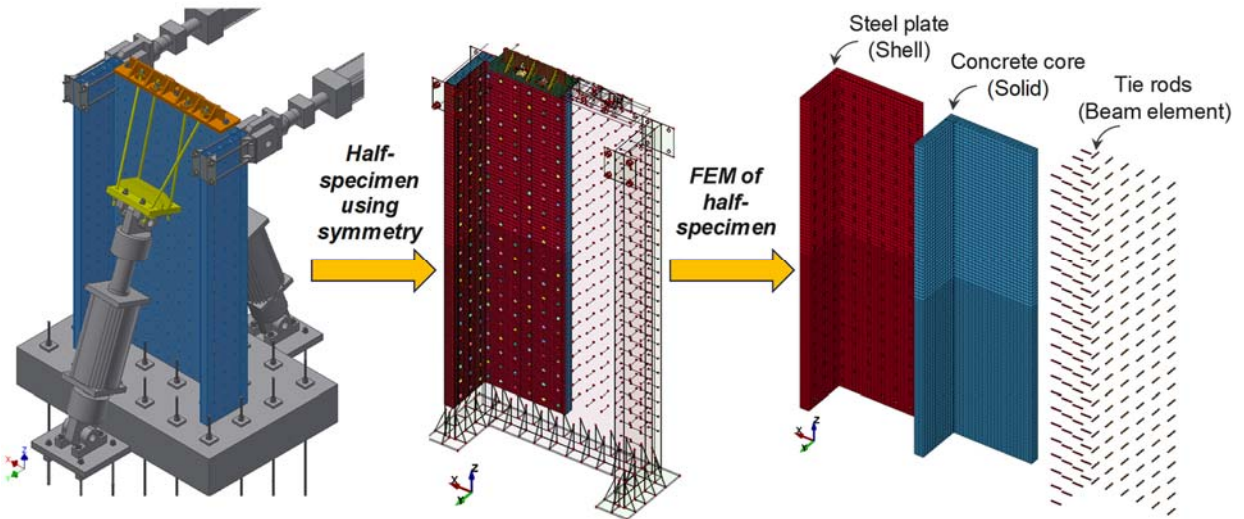 Half-
specimen
using
symmetry
FEM of
half-
specimen
Steel plate
(Shell)
Concrete core
(Solid)
Tie rods
(Beam element)
X
Y
Z
X
Y
Z
X
Y
Z